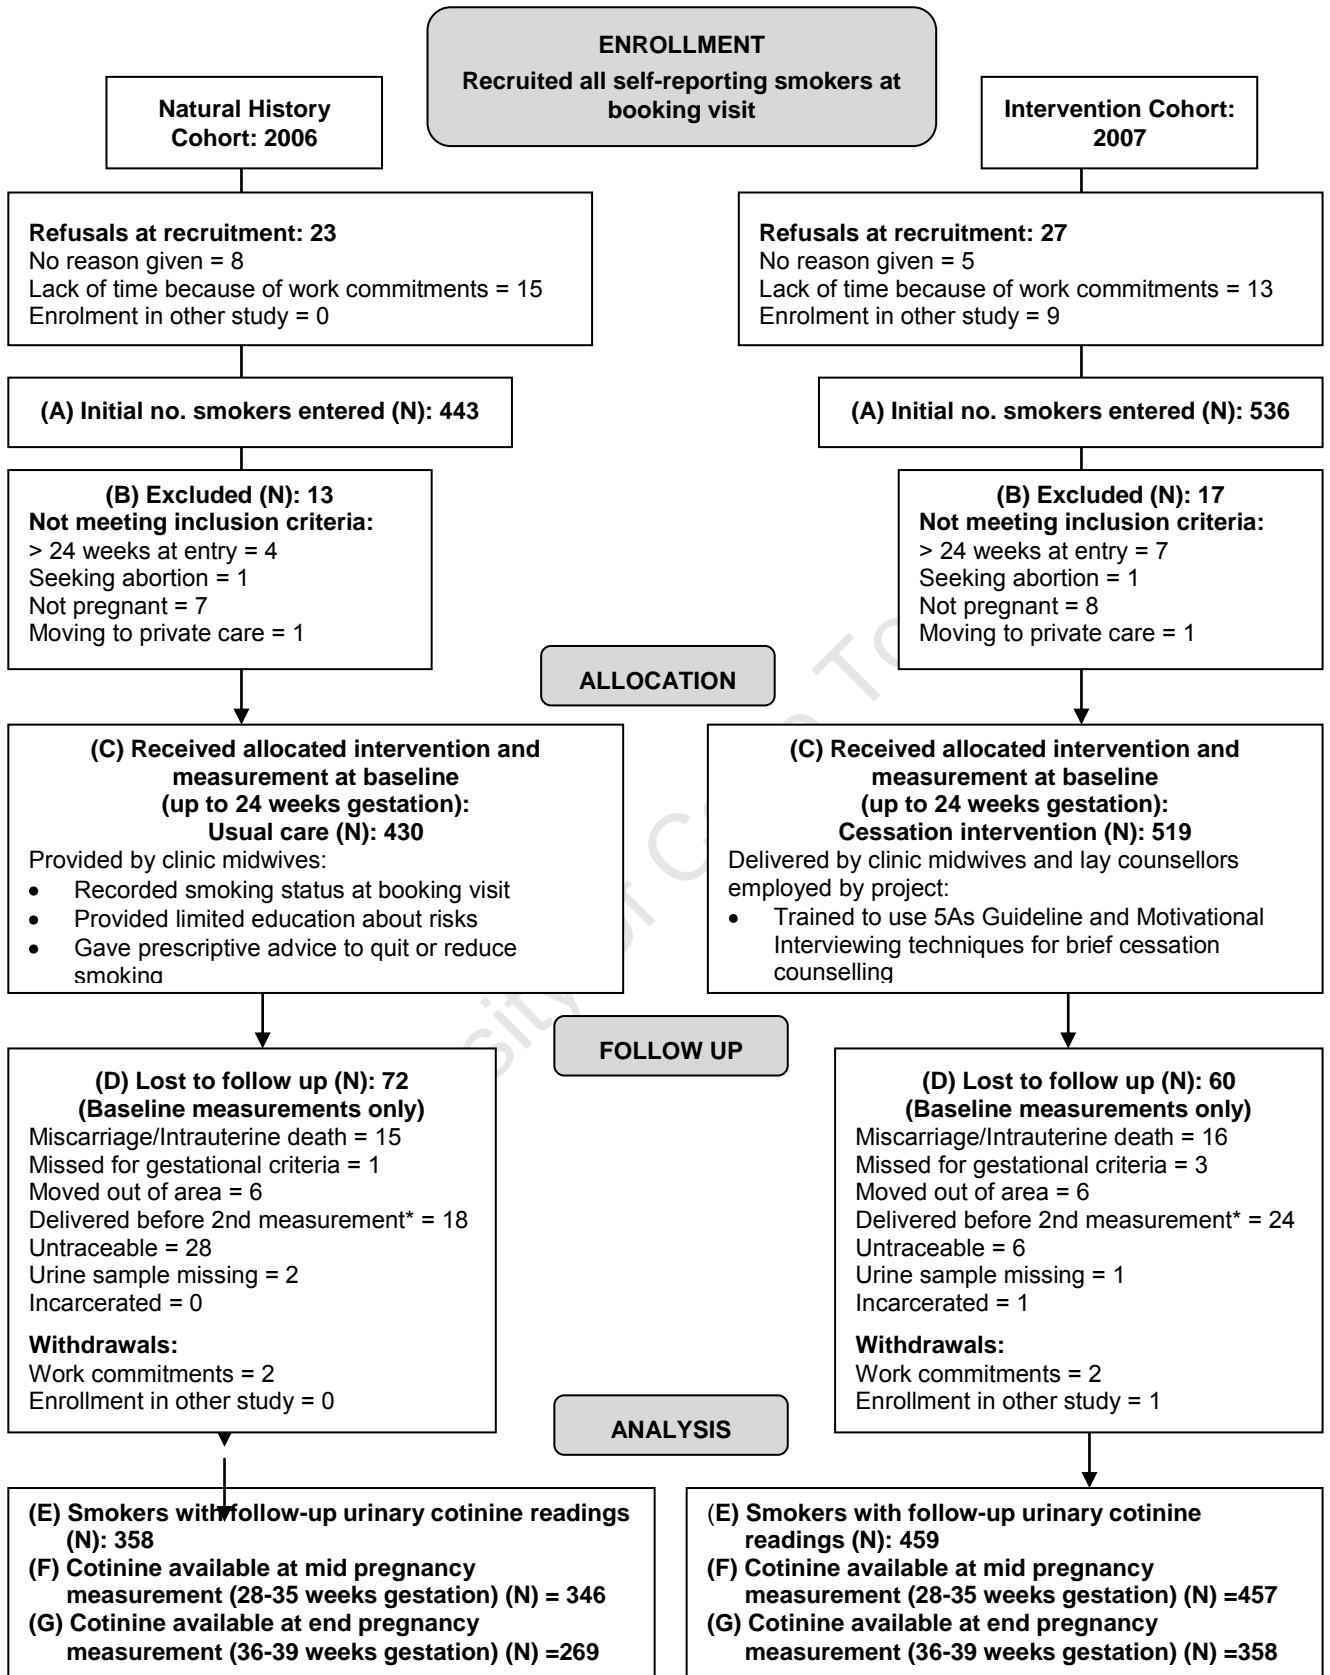 ENROLLMENT
Recruited all self-reporting smokers at
booking visit
Natural History
Cohort: 2006
Intervention Cohort:
2007
Refusals at recruitment: 23
No reason given = 8
Lack of time because of work commitments = 15
Enrolment in other study = 0
Refusals at recruitment: 27
No reason given = 5
Lack of time because of work commitments = 13
Enrolment in other study = 9
(A) Initial no. smokers entered (N): 443
(A) Initial no. smokers entered (N): 536
(B) Excluded (N): 13
Not meeting inclusion criteria:
> 24 weeks at entry = 4
Seeking abortion = 1
Not pregnant = 7
Moving to private care = 1
(B) Excluded (N): 17
Not meeting inclusion criteria:
> 24 weeks at entry = 7
Seeking abortion = 1
Not pregnant = 8
Moving to private care = 1
ALLOCATION
(C) Received allocated intervention and
measurement at baseline
(up to 24 weeks gestation):
Usual care (N): 430
Provided by clinic midwives:
• Recorded smoking status at booking visit
• Provided limited education about risks
• Gave prescriptive advice to quit or reduce
smoking
(C) Received allocated intervention and
measurement at baseline
(up to 24 weeks gestation):
Cessation intervention (N): 519
Delivered by clinic midwives and lay counsellors
employed by project:
• Trained to use 5As Guideline and Motivational
Interviewing techniques for brief cessation
counselling
FOLLOW UP
(D) Lost to follow up (N): 72
(Baseline measurements only)
Miscarriage/Intrauterine death = 15
Missed for gestational criteria = 1
Moved out of area = 6
Delivered before 2nd measurement* = 18
Untraceable = 28
Urine sample missing = 2
Incarcerated = 0
Withdrawals:
Work commitments = 2
Enrollment in other study = 0
(D) Lost to follow up (N): 60
(Baseline measurements only)
Miscarriage/Intrauterine death = 16
Missed for gestational criteria = 3
Moved out of area = 6
Delivered before 2nd measurement* = 24
Untraceable = 6
Urine sample missing = 1
Incarcerated = 1
Withdrawals:
Work commitments = 2
Enrollment in other study = 1
ANALYSIS
(E) Smokers with follow-up urinary cotinine readings
(N): 358
(F) Cotinine available at mid pregnancy
measurement (28-35 weeks gestation) (N) = 346
(G) Cotinine available at end pregnancy
measurement (36-39 weeks gestation) (N) =269
(E) Smokers with follow-up urinary cotinine
readings (N): 459
(F) Cotinine available at mid pregnancy
measurement (28-35 weeks gestation) (N) =457
(G) Cotinine available at end pregnancy
measurement (36-39 weeks gestation) (N) =358